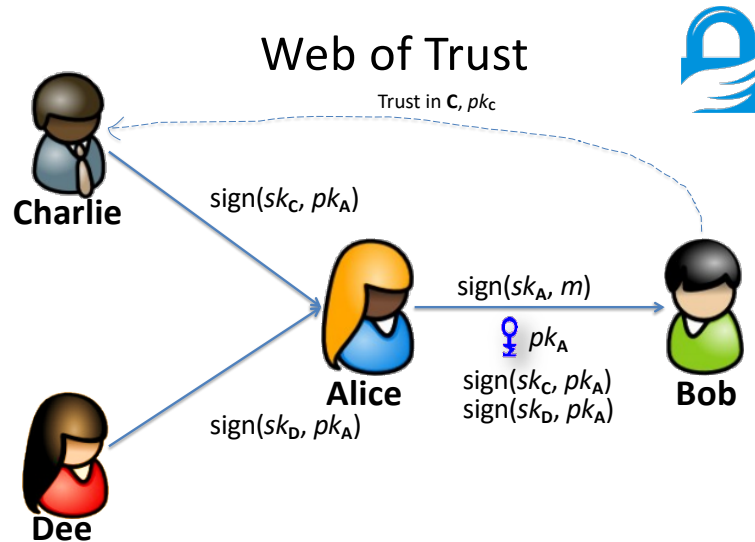 Web of Trust
Trust in C, pkc
Charlie
sign(skC, pkA)
sign(skA, m)
pkA
Alice
sign(skC, pkA)
sign(skD, pkA)
Bob
sign(skD, pkA)
Dee